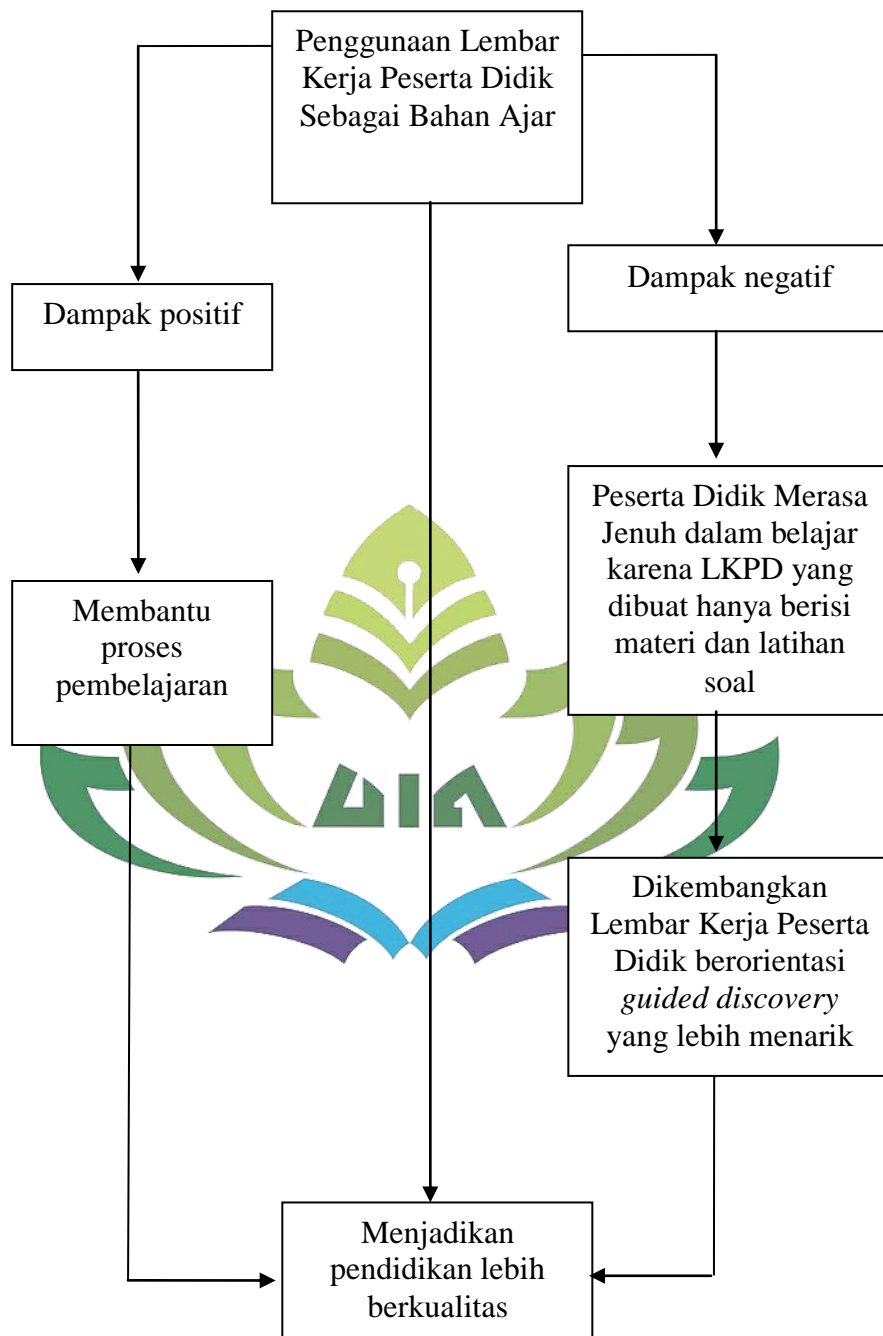 Penggunaan Lembar
Kerja Peserta Didik
Sebagai Bahan Ajar
Dampak positif
Dampak negatif
Membantu
proses
pembelajaran
Peserta Didik Merasa
Jenuh dalam belajar
karena LKPD yang
dibuat hanya berisi
materi dan latihan
soal
UIN
Dikembangkan
Lembar Kerja Peserta
Didik berorientasi
guided discovery
yang lebih menarik
Menjadikan
pendidikan lebih
berkualitas